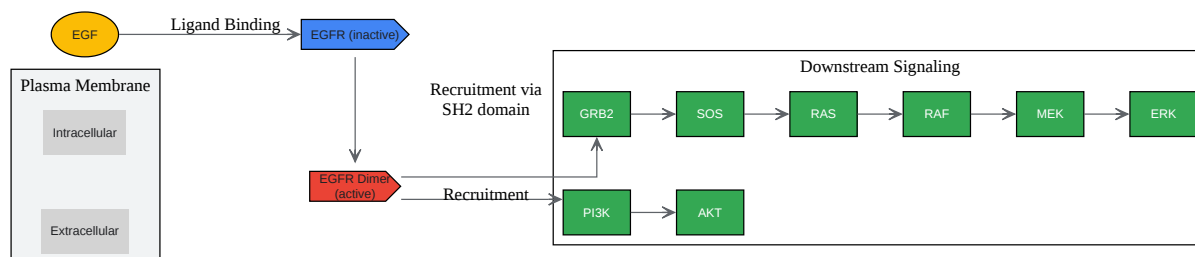 EGF
Ligand Binding
EGFR (inactive)
Plasma Membrane
Intracellular
Extracellular
EGFR Dimer
(active)
Recruitment via
SH2 domain
Recruitment
Downstream Signaling
GRB2
SOS
RAS
RAF
MEK
ERK
PI3K
AKT